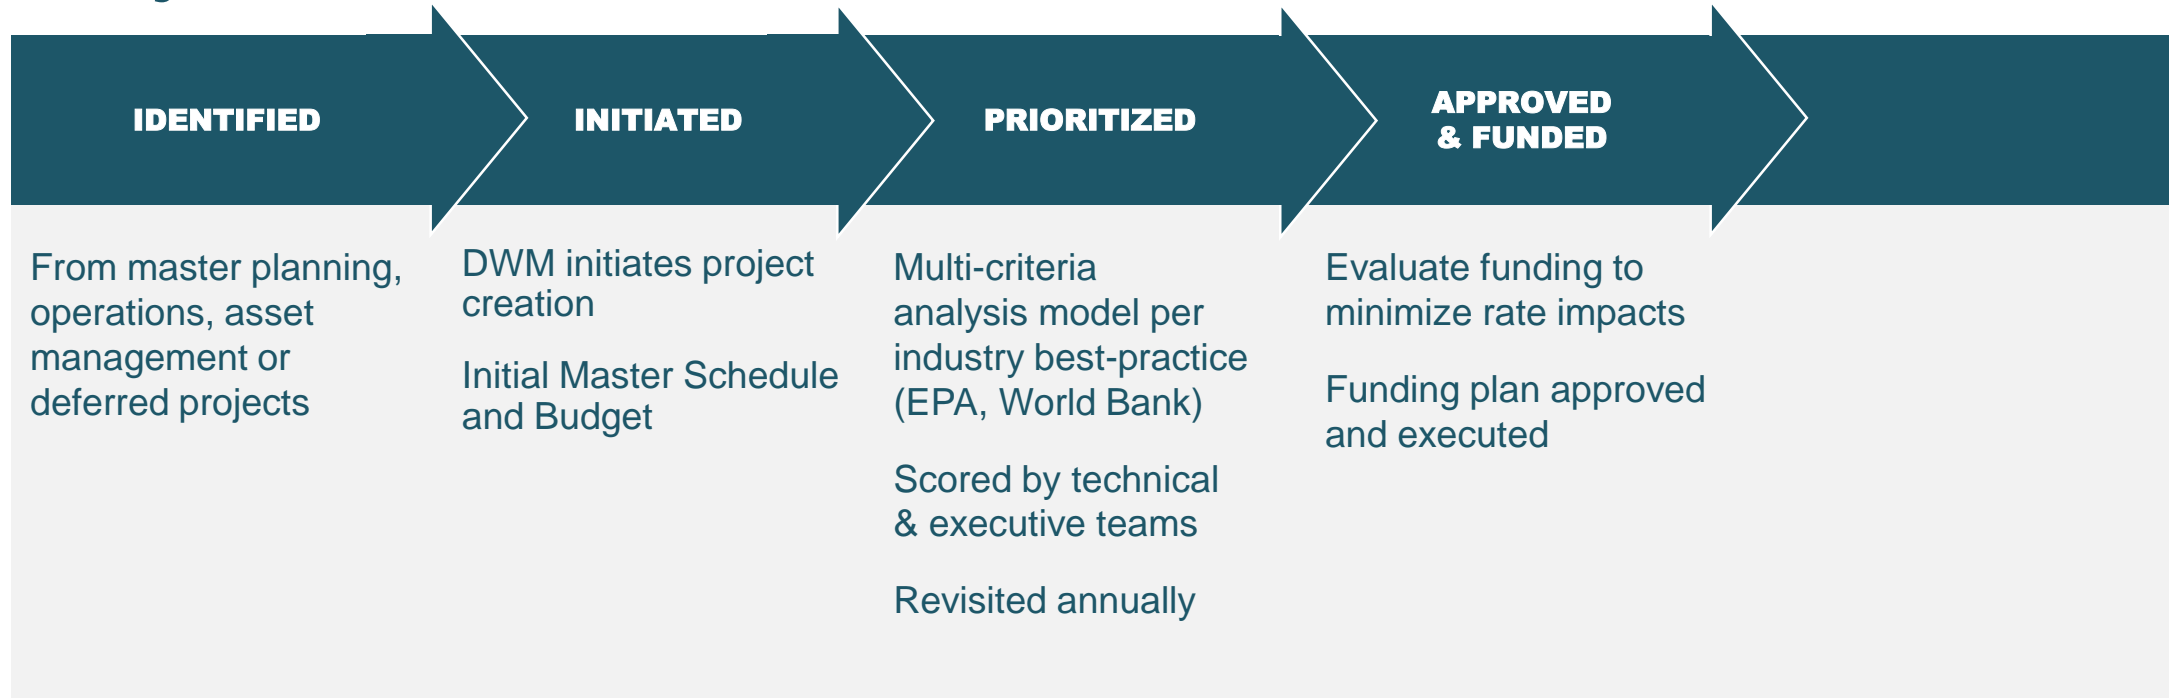 IDENTIFIED
From master planning,
operations, asset
management or
deferred projects
INITIATED
DWM initiates project
creation
Initial Master Schedule
and Budget
PRIORITIZED
Multi-criteria
analysis model per
industry best-practice
(EPA, World Bank)
Scored by technical
& executive teams
Revisited annually
APPROVED
& FUNDED
Evaluate funding to
minimize rate impacts
Funding plan approved
and executed